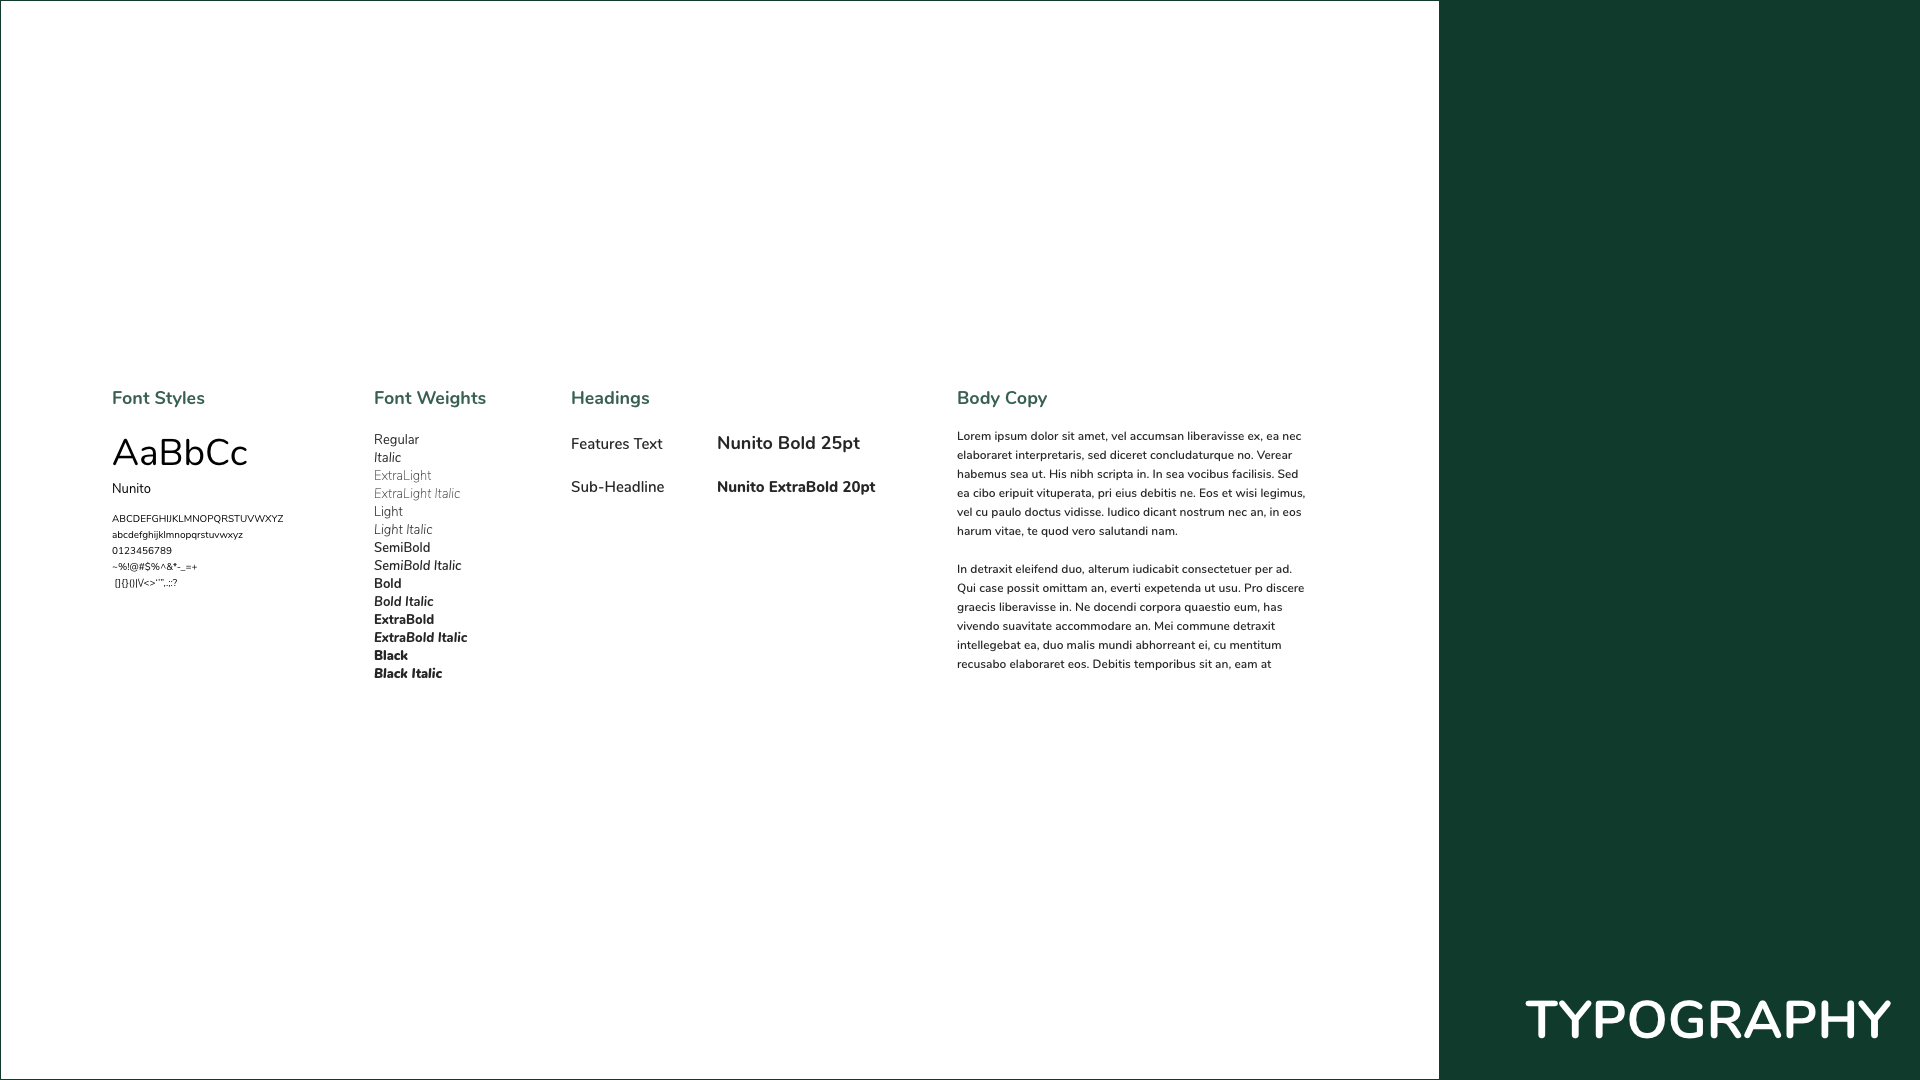 Font Styles
AaBbCc
Nunito
ABCDEFGHIJKLMNOPQRSTUVWXYZ
abcdefghijklmnopqrstuvwxyz
0123456789
~%!@#$%^&*-_=+
[]{}()|\/<>‘’”,.;:?
Font Weights
Regular
Italic
ExtraLight
ExtraLight Italic
Light
Light Italic
SemiBold
SemiBold Italic
Bold
Bold Italic
ExtraBold
ExtraBold Italic
Black
Black Italic
Headings
Features Text Nunito Bold 25pt
Sub-Headline Nunito ExtraBold 20pt
Body Copy
Lorem ipsum dolor sit amet, vel accumsan liberavisse ex, ea nec
elaboraret interpretaris, sed diceret concludaturque no. Verear
habemus sea ut. His nibh scripta in. In sea vocibus facilisis. Sed
ea cibo eripuit vituperata, pri eius debitis ne. Eos et wisi legimus,
vel cu paulo doctus vidisse. Iudico dicant nostrum nec an, in eos
harum vitae, te quod vero salutandi nam.
In detraxit eleifend duo, alterum iudicabit consectetuer per ad.
Qui case possit omittam an, everti expetenda ut usu. Pro discere
graecis liberavisse in. Ne docendi corpora quaestio eum, has
vivendo suavitate accommodare an. Mei commune detraxit
intellegebat ea, duo malis mundi abhorreant ei, cu mentitum
recusabo elaboraret eos. Debitis temporibus sit an, eam at
TYPOGRAPHY